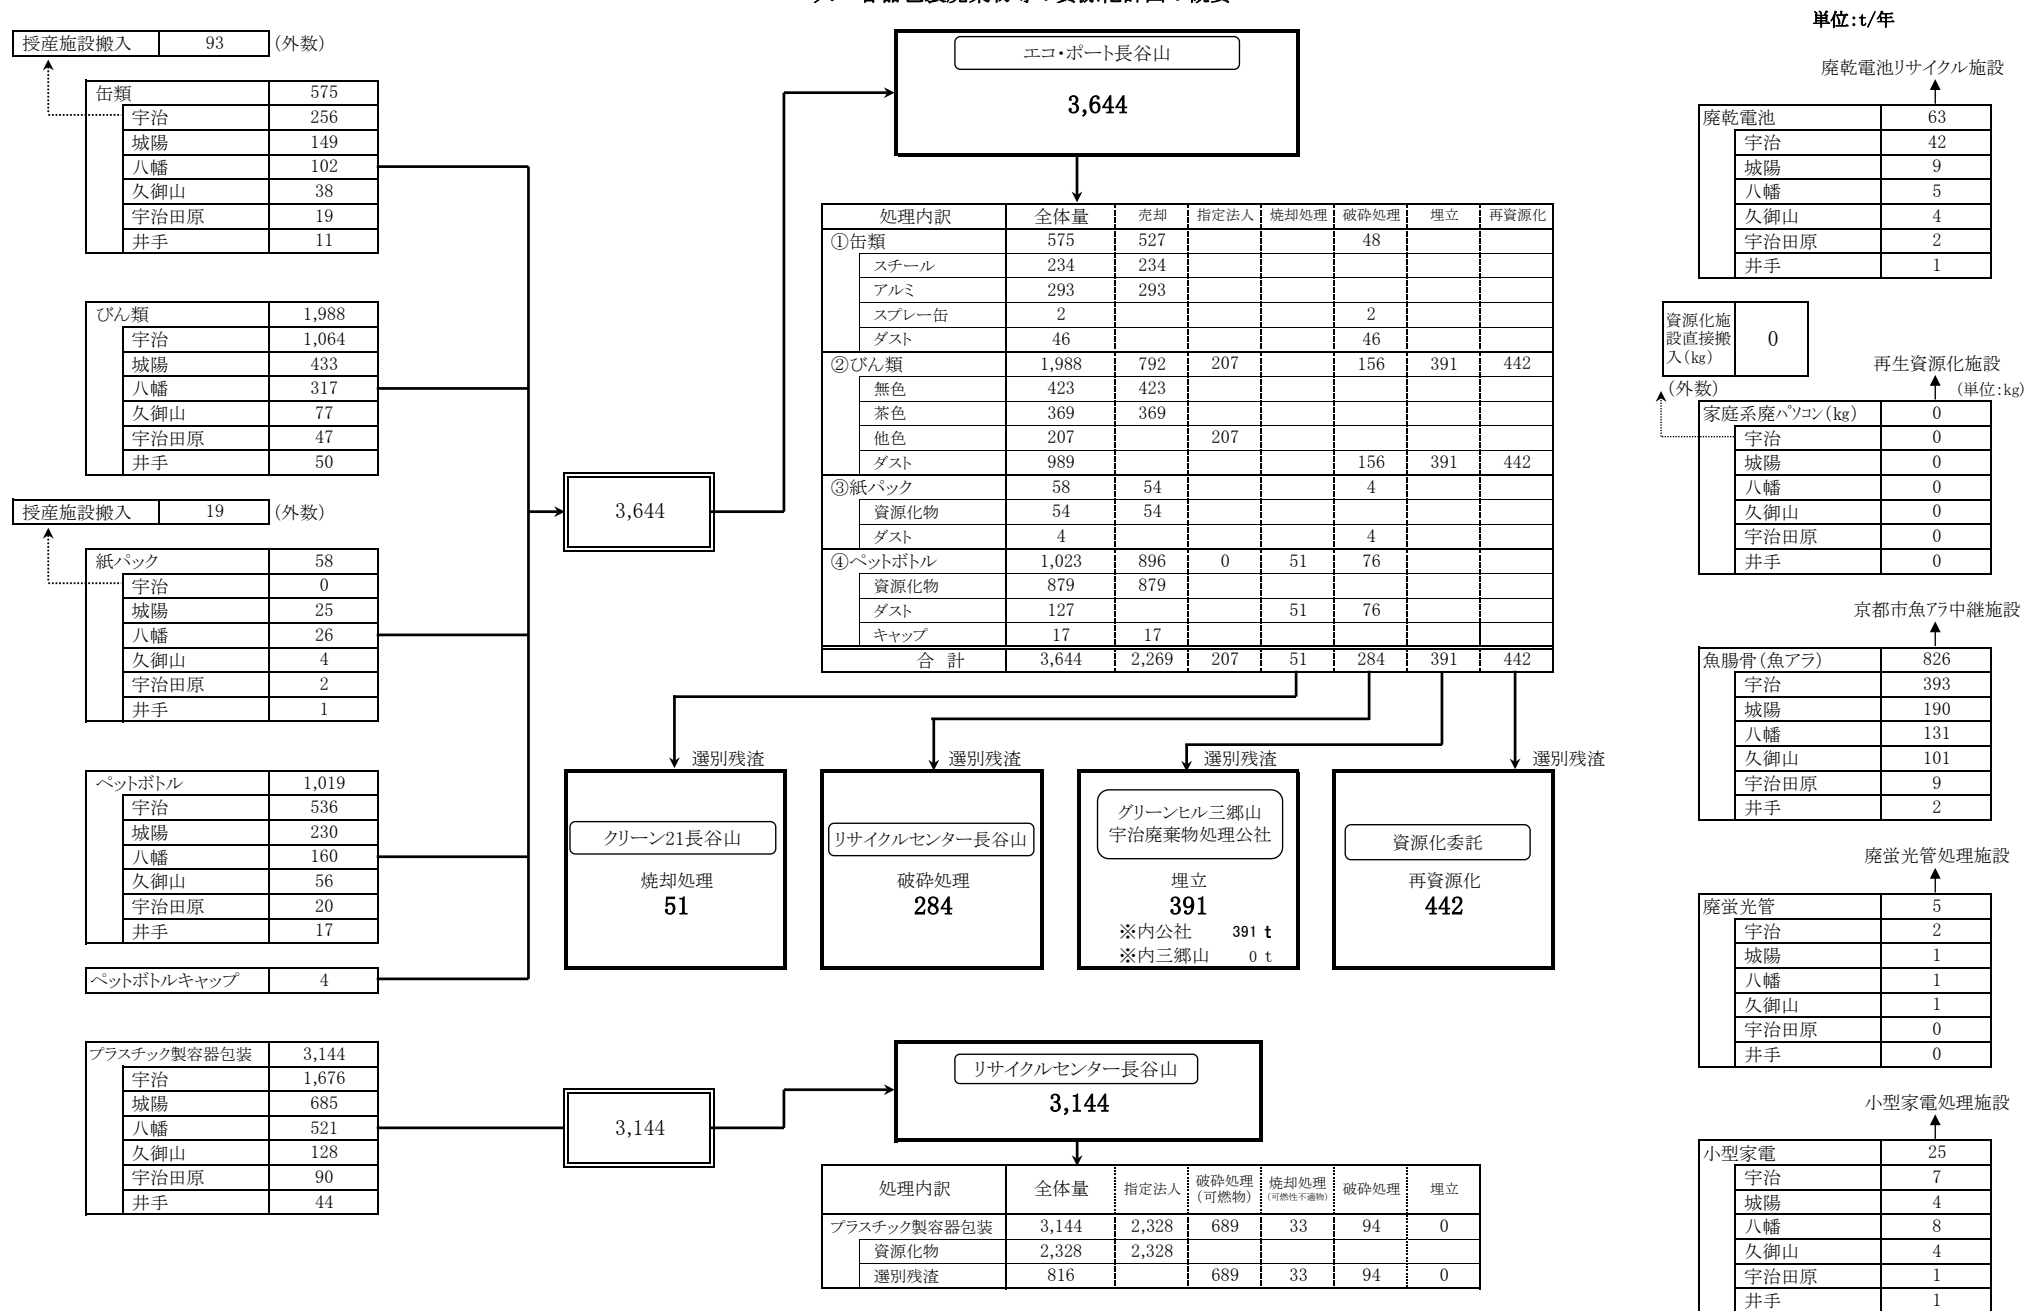 単位:t/年
授産施設搬入 93 (外数)
缶類 575
宇治 256
城陽 149
八幡 102
久御山 38
宇治田原 19
井手 11
びん類 1,988
宇治 1,064
城陽 433
八幡 317
久御山 77
宇治田原 47
井手 50
授産施設搬入 19 (外数)
紙パック 58
宇治 0
城陽 25
八幡 26
久御山 4
宇治田原 2
井手 1
ペットボトル 1,019
宇治 536
城陽 230
八幡 160
久御山 56
宇治田原 20
井手 17
ペットボトルキャップ 4
3,644
エコ・ポート長谷山
3,644
処理内訳 全体量 売却 指定法人 焼却処理 破砕処理 埋立 再資源化
①缶類 575 527 48
スチール 234 234
アルミ 293 293
スプレー缶 2 2
ダスト 46 46
②びん類 1,988 792 207 156 391 442
無色 423 423
茶色 369 369
他色 207 207
ダスト 989 156 391 442
③紙パック 58 54 4
資源化物 54 54
ダスト 4 4
④ペットボトル 1,023 896 0 51 76
資源化物 879 879
ダスト 127 51 76
キャップ 17 17
合 計 3,644 2,269 207 51 284 391 442
選別残渣
クリーン21長谷山
焼却処理
51
選別残渣
リサイクルセンター長谷山
破砕処理
284
選別残渣
グリーンヒル三郷山
宇治廃棄物処理公社
埋立
391
※内公社 391 t
※内三郷山 0 t
選別残渣
資源化委託
再資源化
442
プラスチック製容器包装 3,144
宇治 1,676
城陽 685
八幡 521
久御山 128
宇治田原 90
井手 44
3,144
リサイクルセンター長谷山
3,144
処理内訳 全体量 指定法人 破砕処理(可燃物) 焼却処理(可燃性不適物) 破砕処理 埋立
プラスチック製容器包装 3,144 2,328 689 33 94 0
資源化物 2,328 2,328
選別残渣 816 689 33 94 0
廃乾電池リサイクル施設
廃乾電池 63
宇治 42
城陽 9
八幡 5
久御山 4
宇治田原 2
井手 1
資源化施
設直接搬
入(kg)
0
(外数)
再生資源化施設
(単位:kg)
家庭系廃パソコン(kg) 0
宇治 0
城陽 0
八幡 0
久御山 0
宇治田原 0
井手 0
京都市魚アラ中継施設
魚腸骨(魚アラ) 826
宇治 393
城陽 190
八幡 131
久御山 101
宇治田原 9
井手 2
廃蛍光管処理施設
廃蛍光管 5
宇治 2
城陽 1
八幡 1
久御山 1
宇治田原 0
井手 0
小型家電処理施設
小型家電 25
宇治 7
城陽 4
八幡 8
久御山 4
宇治田原 1
井手 1